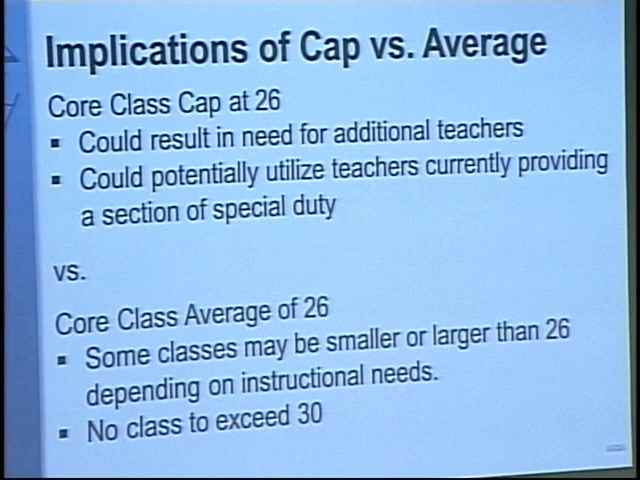 Implications of Cap vs. Average
Core Class Cap at 26
▪ Could result in need for additional teachers
▪ Could potentially utilize teachers currently providing
a section of special duty
vs.
Core Class Average of 26
▪ Some classes may be smaller or larger than 26
depending on instructional needs.
▪ No class to exceed 30